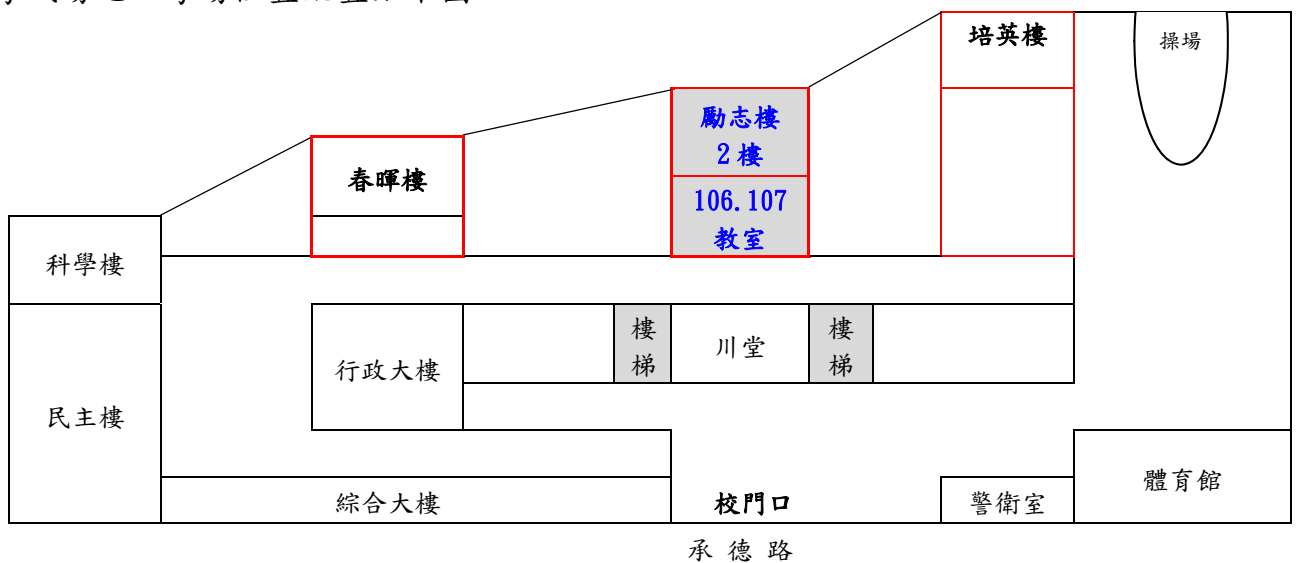 培英樓
操場
勵志樓
2樓
春暉樓
106.107
教室
科學樓
樓梯
川堂
樓梯
行政大樓
民主樓
綜合大樓
校門口
警衛室
體育館
承德路